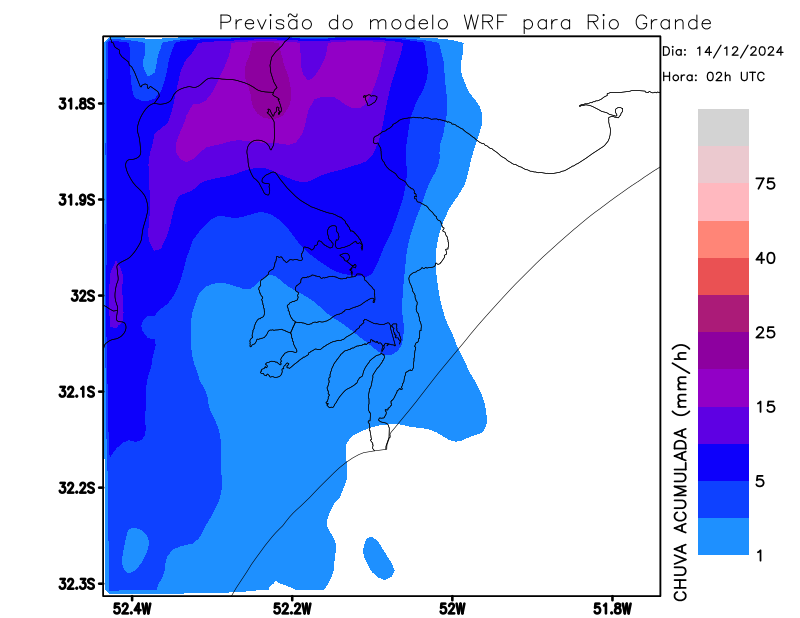 Previsão do modelo WRF para Rio Grande
Dia: 14/12/2024
Hora: 02h UTC
31.8S
31.9S
32S
32.1S
32.2S
32.3S
52.4W
52.2W
52W
51.8W
75
40
25
15
5
1
CHUVA ACUMULADA (mm/h)